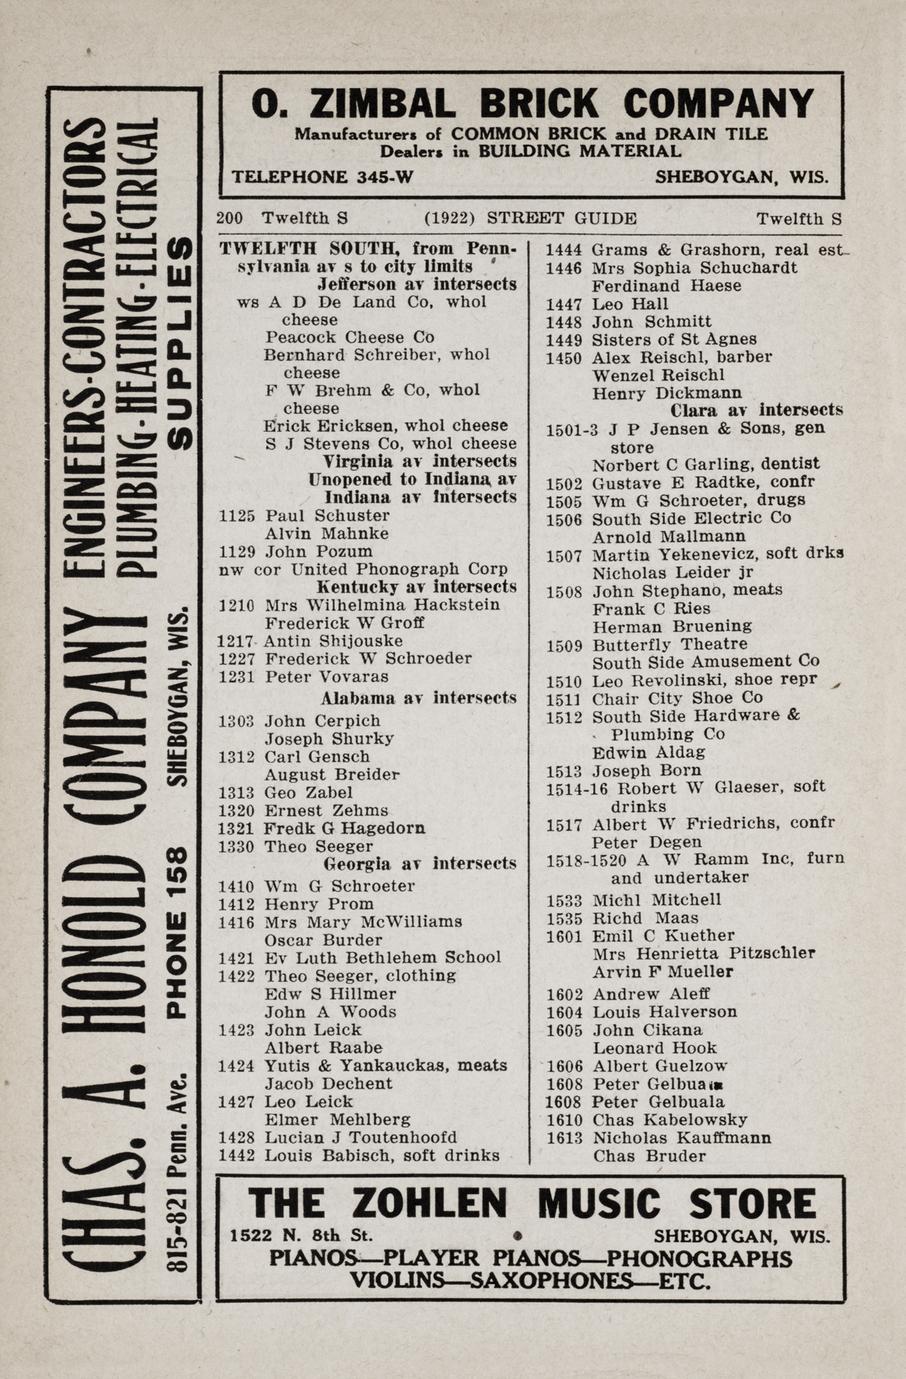 O. ZIMBAL BRICK COMPANY
Manufacturers of COMMON BRICK and DRAIN TILE
Dealers in BUILDING MATERIAL
TELEPHONE 345-W SHEBOYGAN, WIS.
CHAS. A. HONOLD COMPANY ENGINEERS-CONTRACTORS
PLUMBING-HEATING-ELECTRICAL
815-821 Penn. Ave. PHONE 158 SHEBOYGAN, WIS. SUPPLIES
200 Twelfth S (1922) STREET GUIDE Twelfth S
TWELFTH SOUTH, from Penn-
sylvania av s to city limits
Jefferson av intersects
ws A D De Land Co, whol
cheese
Peacock Cheese Co
Bernhard Schreiber, whol
cheese
F W Brehm & Co, whol
cheese
Erick Ericksen, whol cheese
S J Stevens Co, whol cheese
Virginia av intersects
Unopened to Indiana av
Indiana av intersects
1125 Paul Schuster
Alvin Mahnke
1129 John Pozum
nw cor United Phonograph Corp
Kentucky av intersects
1210 Mrs Wilhelmina Hackstein
Frederick W Groff
1217 Antin Shijouske
1227 Frederick W Schroeder
1231 Peter Vovaras
Alabama av intersects
1303 John Cerpich
Joseph Shurky
1312 Carl Gensch
August Breider
1313 Geo Zabel
1320 Ernest Zehms
1321 Fredk G Hagedorn
1330 Theo Seeger
Georgia av intersects
1410 Wm G Schroeter
1412 Henry Prom
1416 Mrs Mary McWilliams
Oscar Burder
1421 Ev Luth Bethlehem School
1422 Theo Seeger, clothing
Edw S Hillmer
John A Woods
1423 John Leick
Albert Raabe
1424 Yutis & Yankauckas, meats
Jacob Dechent
1427 Leo Leick
Elmer Mehlberg
1428 Lucian J Toutenhoofd
1442 Louis Babisch, soft drinks
1444 Grams & Grashorn, real est
1446 Mrs Sophia Schuchardt
Ferdinand Haese
1447 Leo Hall
1448 John Schmitt
1449 Sisters of St Agnes
1450 Alex Reischl, barber
Wenzel Reischl
Henry Dickmann
Clara av intersects
1501-3 J P Jensen & Sons, gen
store
Norbert C Garling, dentist
1502 Gustave E Radtke, confr
1505 Wm G Schroeter, drugs
1506 South Side Electric Co
Arnold Mallmann
1507 Martin Yekenevicz, soft drks
Nicholas Leider jr
1508 John Stephano, meats
Frank C Ries
Herman Bruening
1509 Butterfly Theatre
South Side Amusement Co
1510 Leo Revolinski, shoe repr
1511 Chair City Shoe Co
1512 South Side Hardware &
Plumbing Co
Edwin Aldag
1513 Joseph Born
1514-16 Robert W Glaeser, soft
drinks
1517 Albert W Friedrichs, confr
Peter Degen
1518-1520 A W Ramm Inc, furn
and undertaker
1533 Michl Mitchell
1535 Richd Maas
1601 Emil C Kuether
Mrs Henrietta Pitzschler
Arvin F Mueller
1602 Andrew Aleff
1604 Louis Halverson
1605 John Cikana
Leonard Hook
1606 Albert Guelzow
1608 Peter
1608 Peter Gelbuala
1610 Chas Kabelowsky
1613 Nicholas Kauffmann
Chas Bruder
THE ZOHLEN MUSIC STORE
1522 N. 8th St. SHEBOYGAN, WIS.
PIANOS—PLAYER PIANOS—PHONOGRAPHS
VIOLINS—SAXOPHONES—ETC.